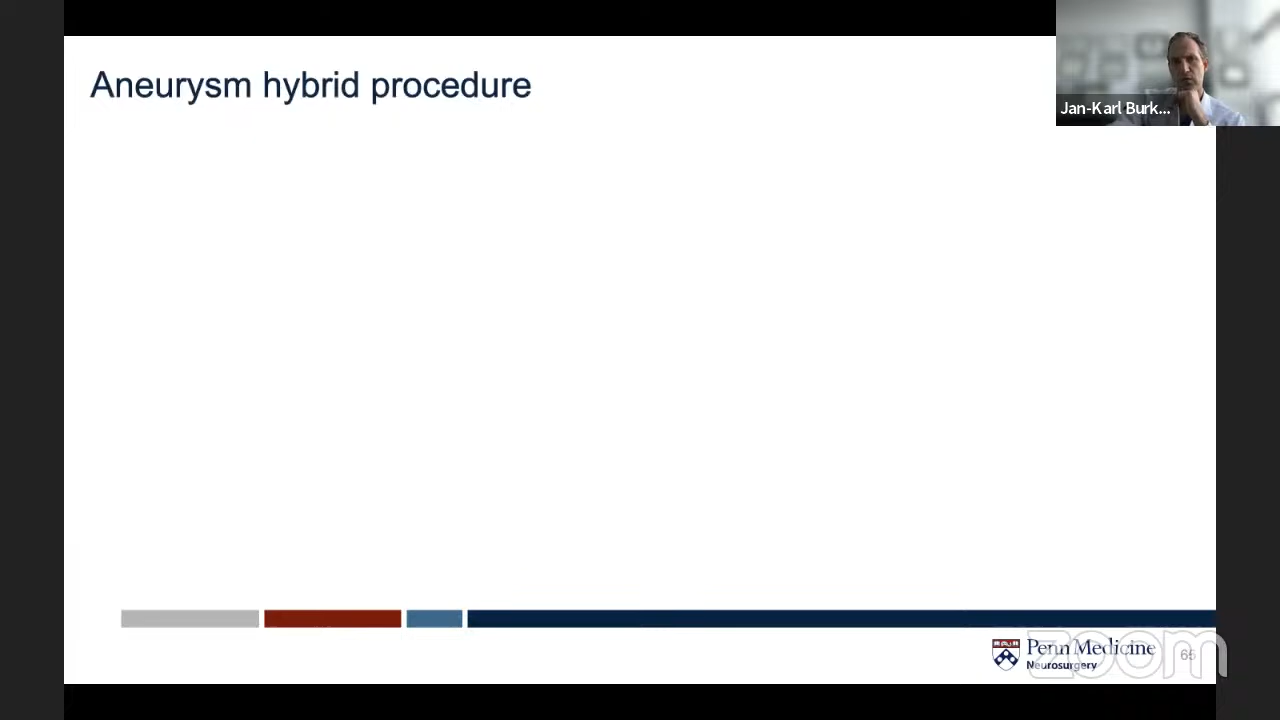 Aneurysm hybrid procedure
Jan-Karl Burk...
Penn Medicine
Neurosurgery
zoom